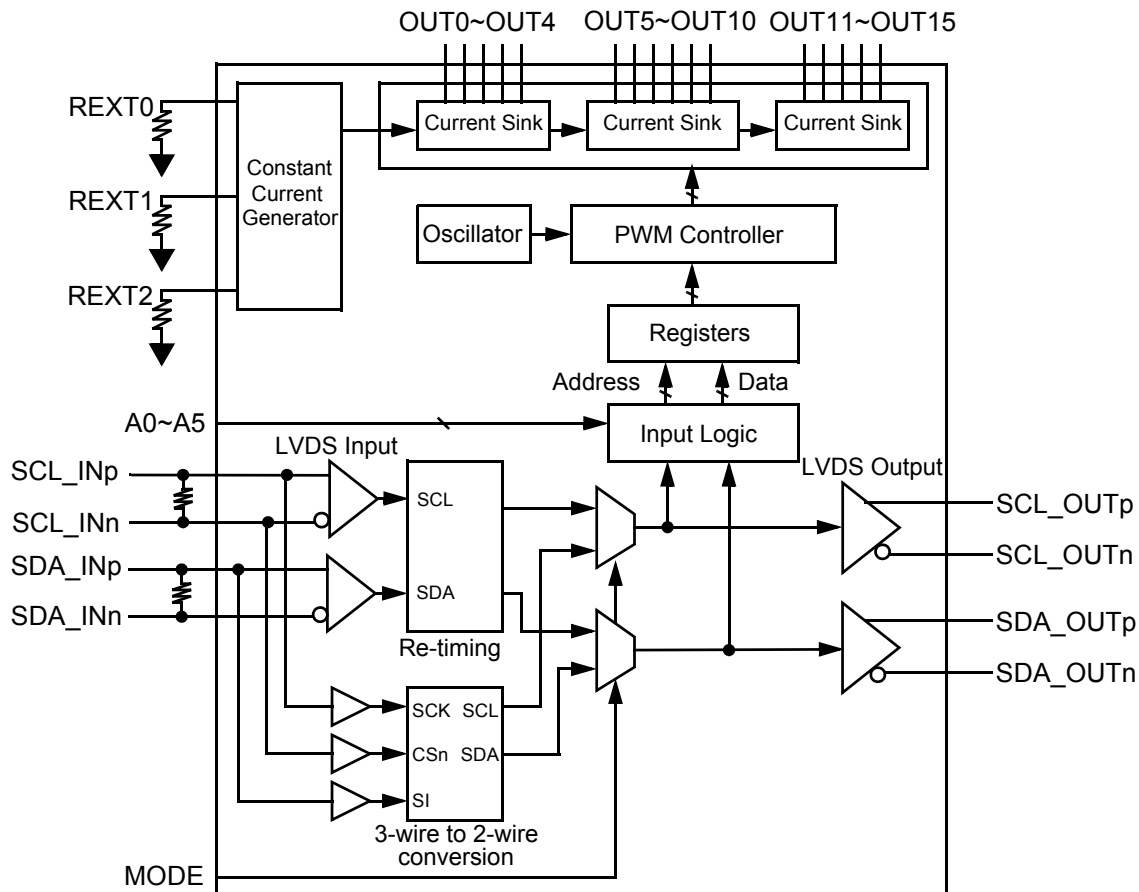 OUT0~OUT4
OUT5~OUT10
OUT11~OUT15
REXT0
REXT1
REXT2
Constant
Current
Generator
Current Sink
Current Sink
Current Sink
Oscillator
PWM Controller
Registers
Address
Data
A0~A5
Input Logic
LVDS Input
LVDS Output
SCL_INp
SCL_INn
SDA_INp
SDA_INn
SCL
SDA
Re-timing
SCL_OUTp
SCL_OUTn
SDA_OUTp
SDA_OUTn
SCK SCL
CSn SDA
SI
3-wire to 2-wire
conversion
MODE